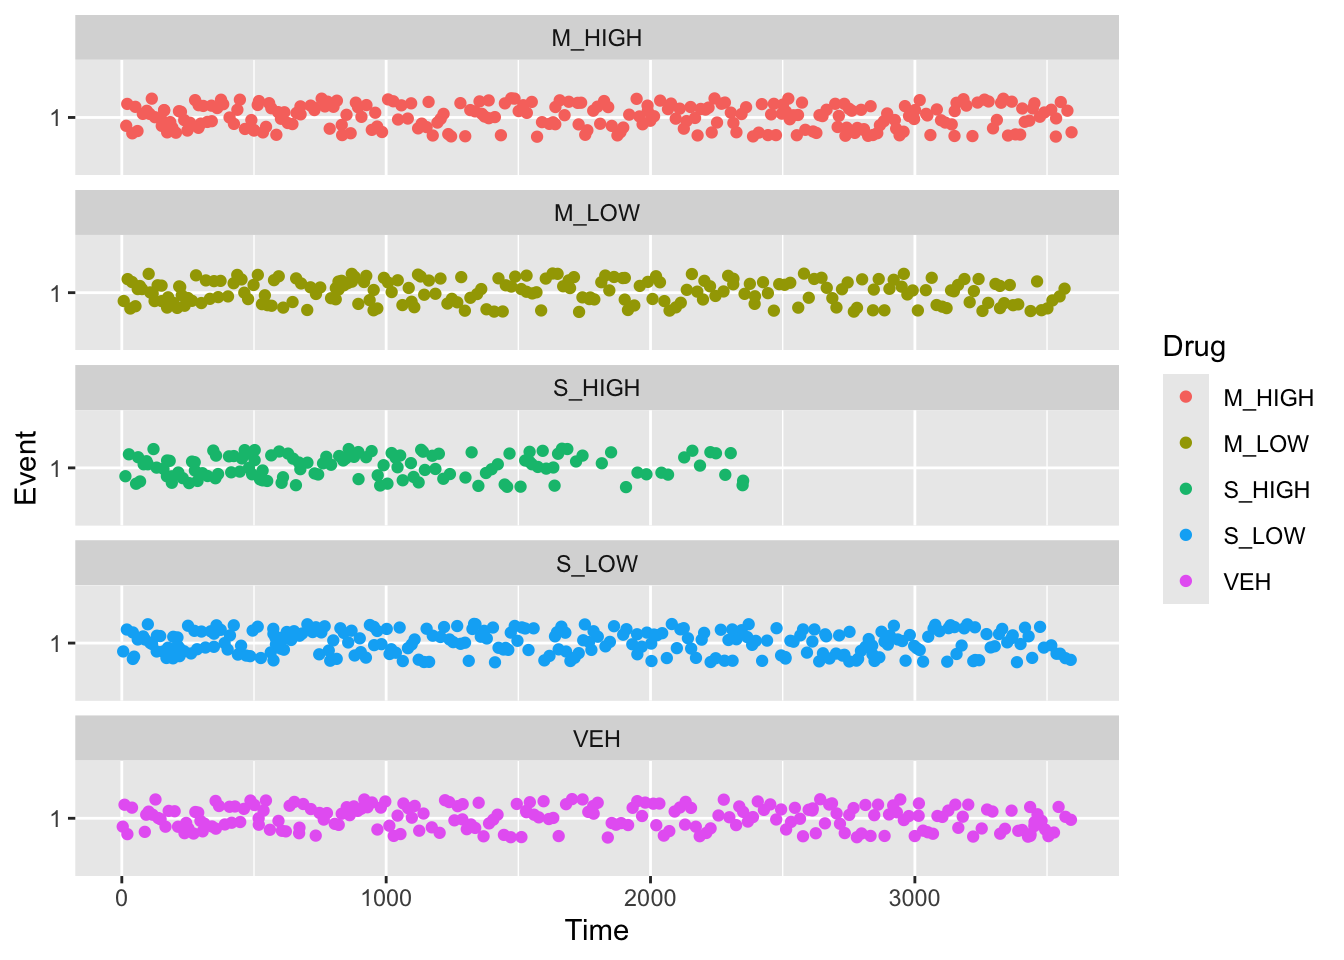 M_HIGH
1
M_LOW
1
S_HIGH
1
S_LOW
1
VEH
1
0 1000 2000 3000
Time
Event
Drug
M_HIGH
M_LOW
S_HIGH
S_LOW
VEH